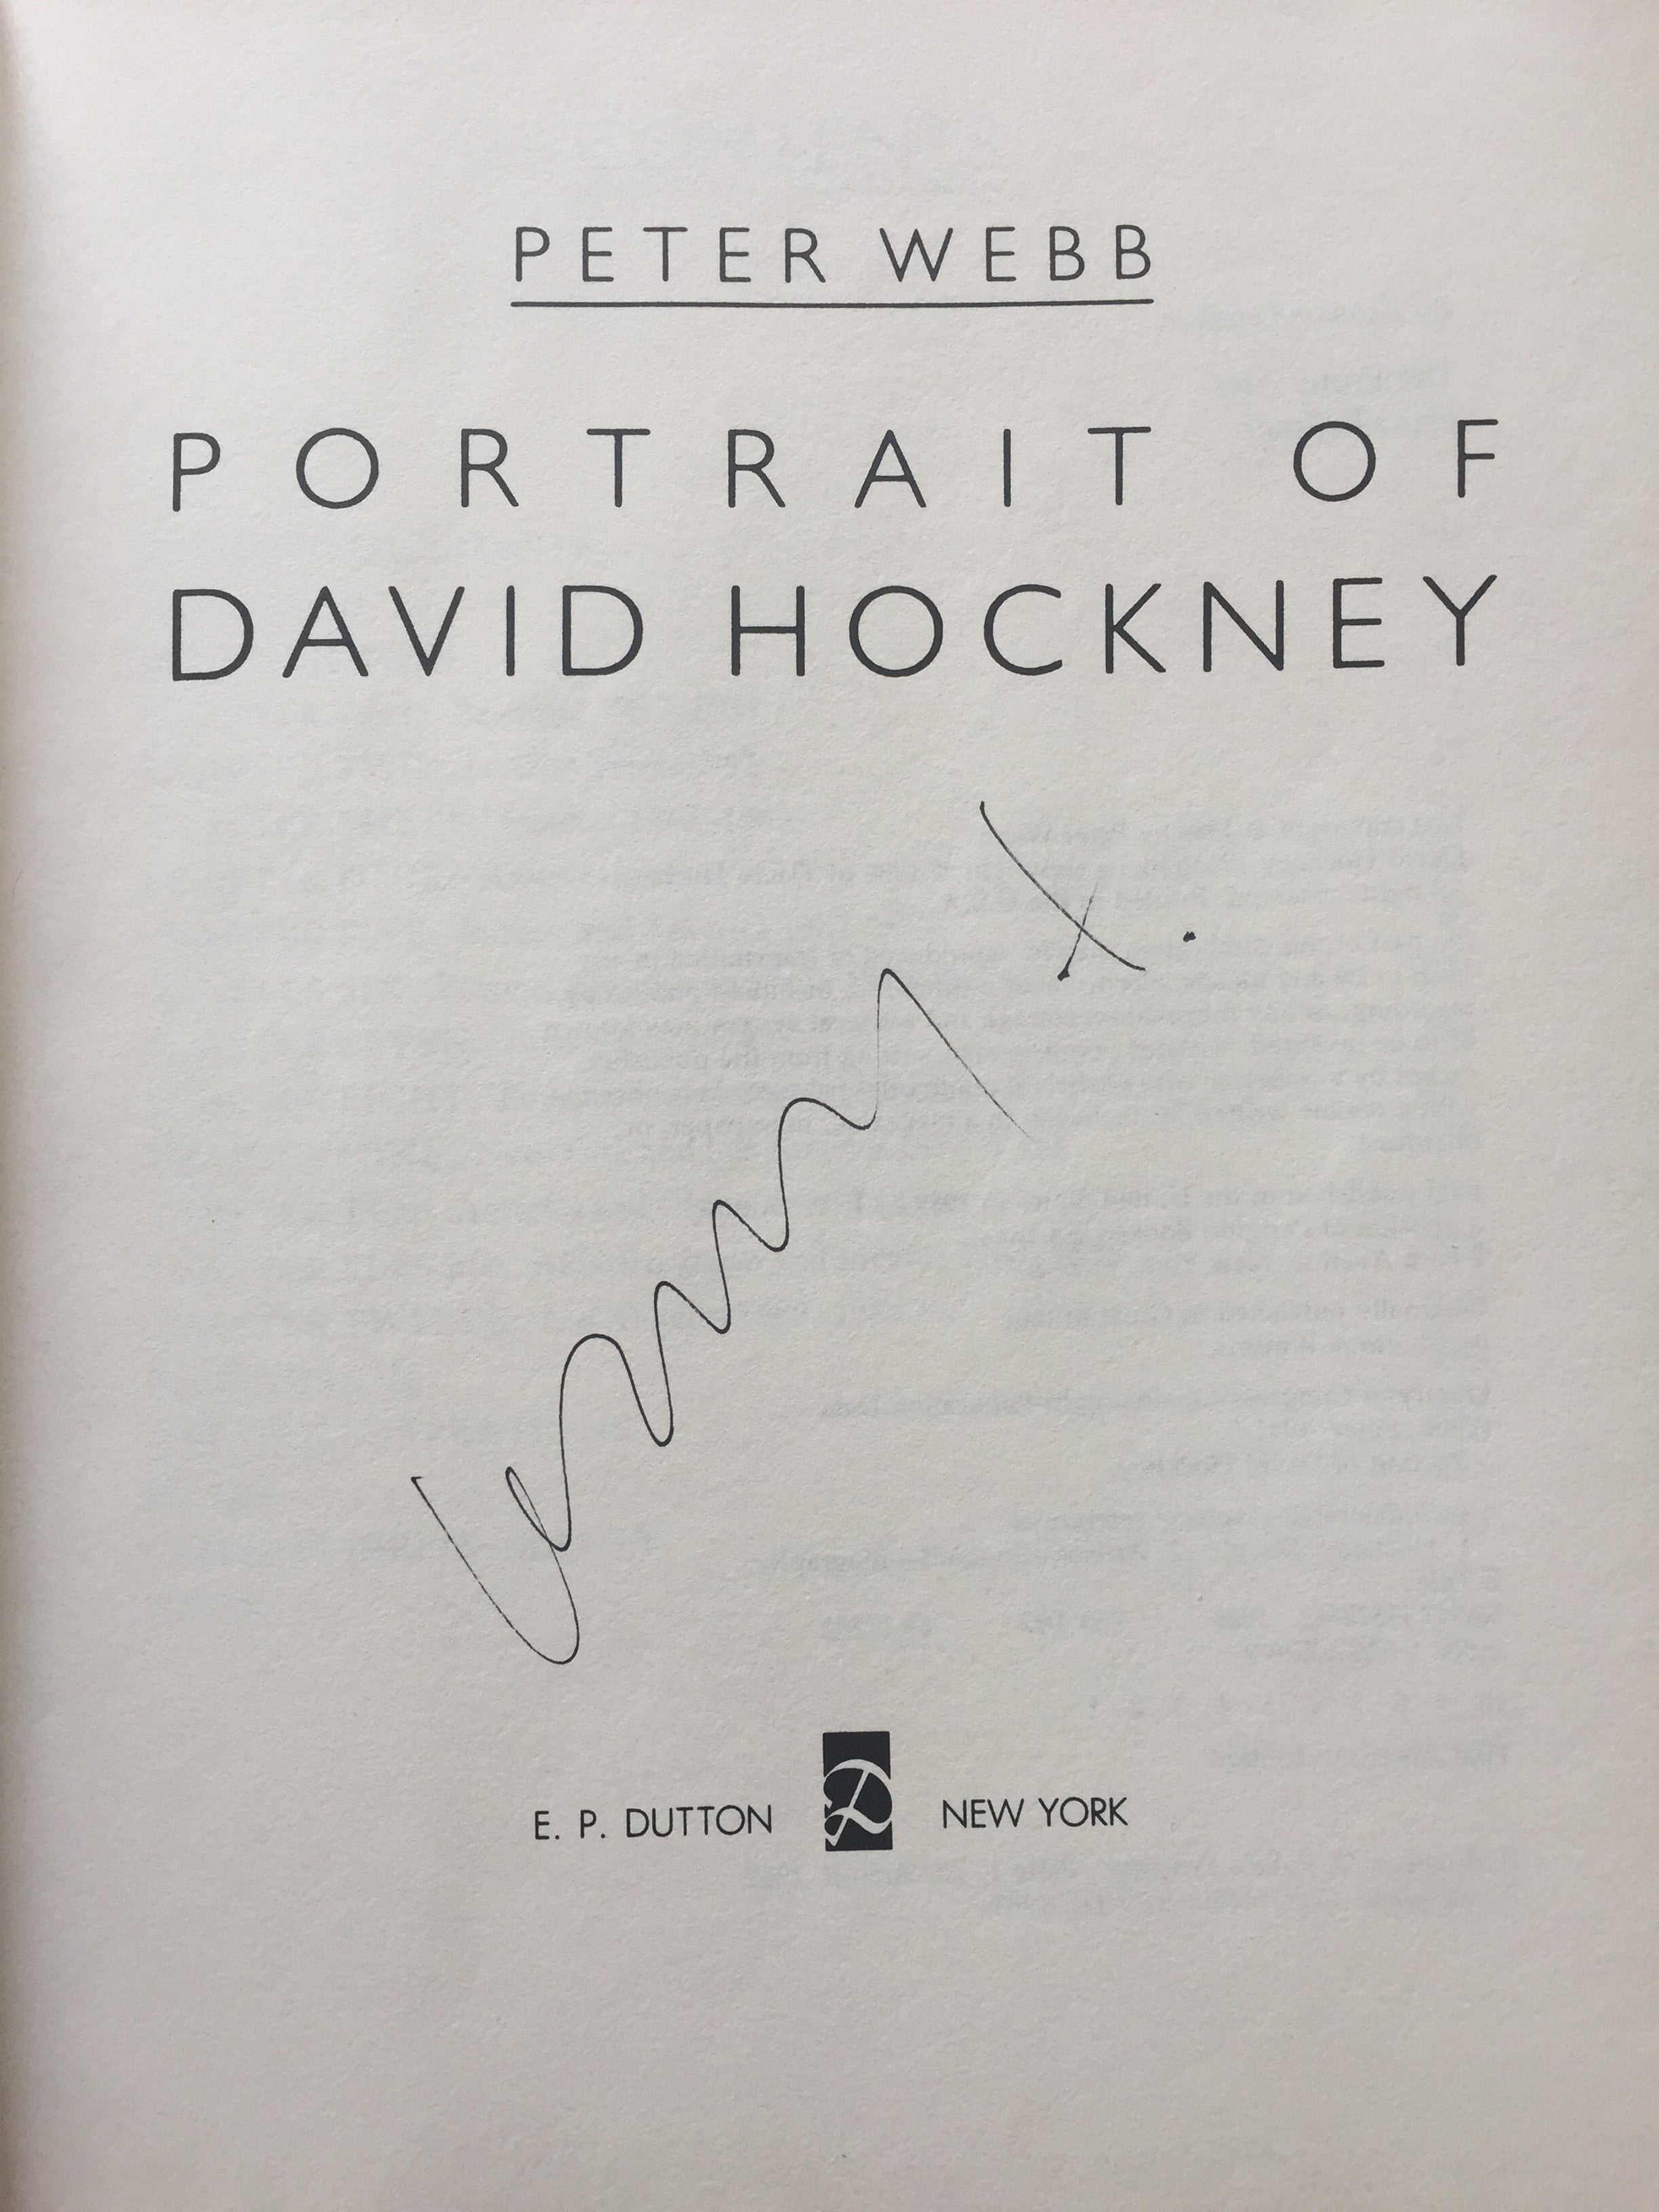 PETER WEBB
PORTRAIT OF
DAVID HOCKNEY
E. P. DUTTON D NEW YORK